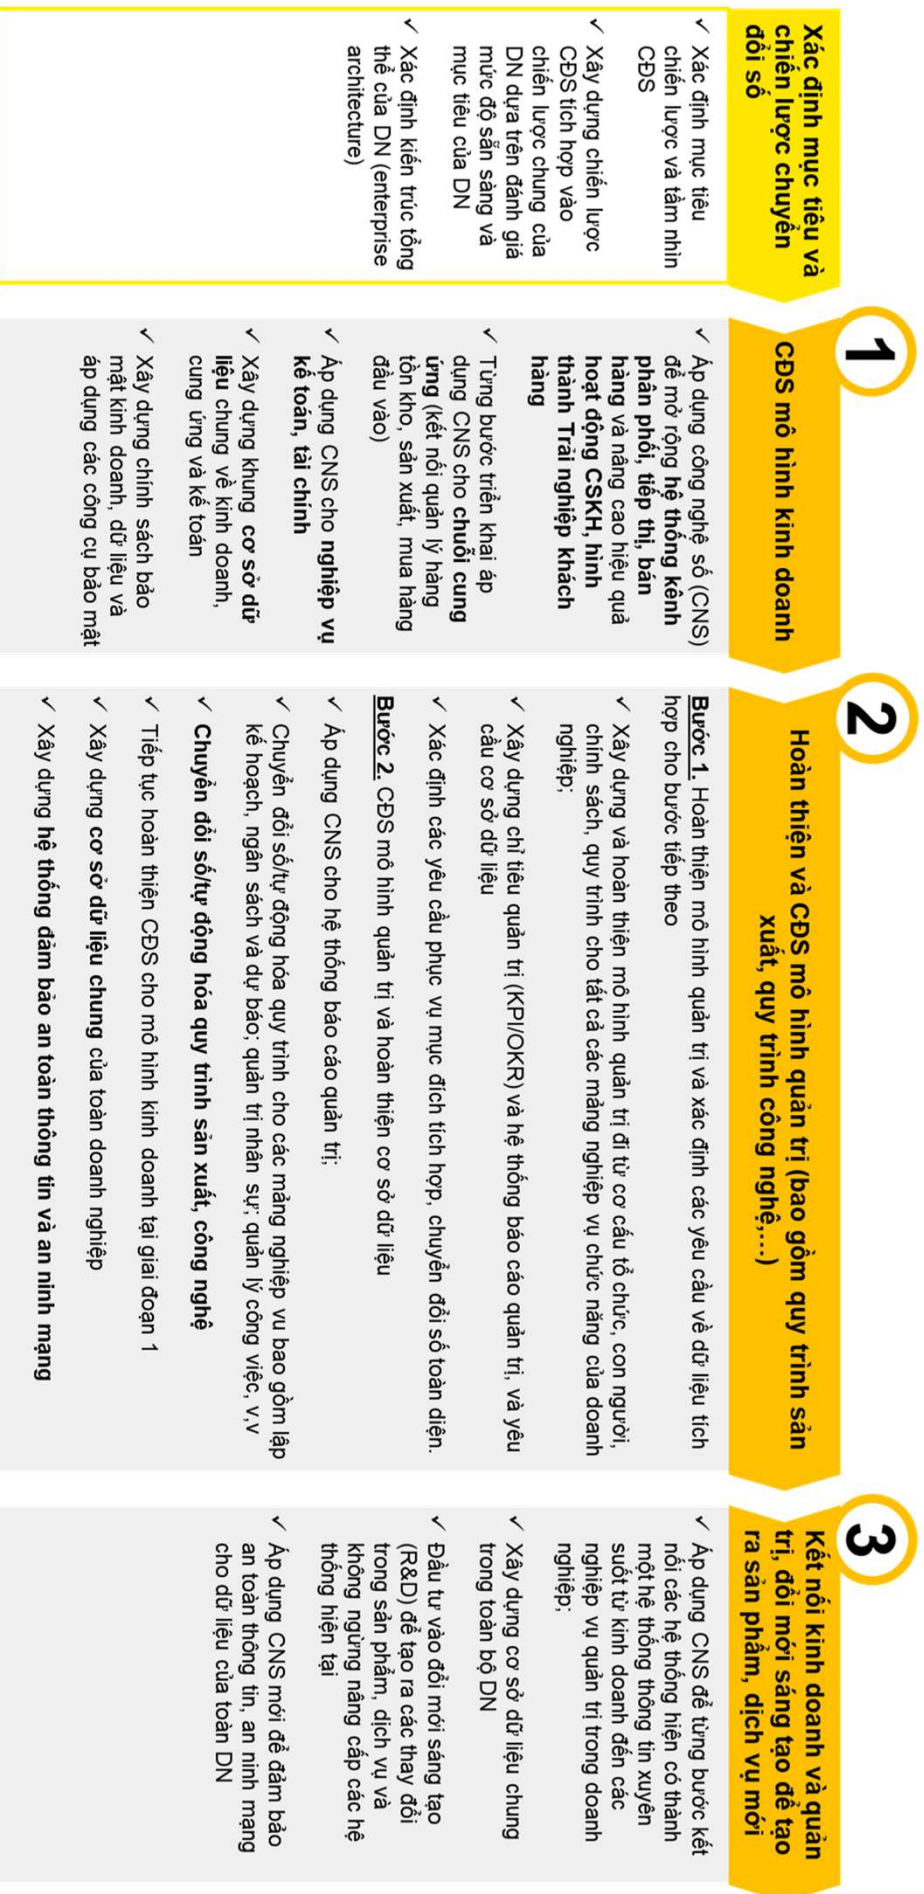 Xác định mục tiêu và
chiến lược chuyển
đổi số
✓ Xác định mục tiêu
chiến lược và tầm nhìn
CĐS
✓ Xây dựng chiến lược
CĐS tích hợp vào
chiến lược chung của
DN dựa trên đánh giá
mức độ sẵn sàng và
mục tiêu của DN
✓ Xác định kiến trúc tổng
thể của DN (enterprise
architecture)
1
CĐS mô hình kinh doanh
✓ Áp dụng công nghệ số (CNS)
để mở rộng hệ thống kênh
phân phối, tiếp thị, bán
hàng và nâng cao hiệu quả
hoạt động CSKH, hình
thành Trải nghiệp khách
hàng
✓ Từng bước triển khai áp
dụng CNS cho chuỗi cung
ứng (kết nối quản lý hàng
tồn kho, sản xuất, mua hàng
đầu vào)
✓ Áp dụng CNS cho nghiệp vụ
kế toán, tài chính
✓ Xây dựng khung cơ sở dữ
liệu chung về kinh doanh,
cung ứng và kế toán
✓ Xây dựng chính sách bảo
mật kinh doanh, dữ liệu và
áp dụng các công cụ bảo mật
2
Hoàn thiện và CĐS mô hình quản trị (bao gồm quy trình sản
xuất, quy trình công nghệ,...)
Bước 1. Hoàn thiện mô hình quản trị và xác định các yêu cầu về dữ liệu tích
hợp cho bước tiếp theo
✓ Xây dựng và hoàn thiện mô hình quản trị đi từ cơ cấu tổ chức, con người,
chính sách, quy trình cho tất cả các mảng nghiệp vụ chức năng của doanh
nghiệp;
✓ Xây dựng chỉ tiêu quản trị (KPI/OKR) và hệ thống báo cáo quản trị, và yêu
cầu cơ sở dữ liệu
✓ Xác định các yêu cầu phục vụ mục đích tích hợp, chuyển đổi số toàn diện.
Bước 2. CĐS mô hình quản trị và hoàn thiện cơ sở dữ liệu
✓ Áp dụng CNS cho hệ thống báo cáo quản trị;
✓ Chuyển đổi số/tự động hóa quy trình cho các mảng nghiệp vu bao gồm lập
kế hoạch, ngân sách và dự báo; quản trị nhân sự; quản lý công việc, v,v
✓ Chuyển đổi số/tự động hóa quy trình sản xuất, công nghệ
✓ Tiếp tục hoàn thiện CĐS cho mô hình kinh doanh tại giai đoạn 1
✓ Xây dựng cơ sở dữ liệu chung của toàn doanh nghiệp
✓ Xây dựng hệ thống đảm bảo an toàn thông tin và an ninh mạng
3
Kết nối kinh doanh và quản
trị, đổi mới sáng tạo để tạo
ra sản phẩm, dịch vụ mới
✓ Áp dụng CNS để từng bước kết
nối các hệ thống hiện có thành
một hệ thống thông tin xuyên
suốt từ kinh doanh đến các
nghiệp vụ quản trị trong doanh
nghiệp;
✓ Xây dựng cơ sở dữ liệu chung
trong toàn bộ DN
✓ Đầu tư vào đổi mới sáng tạo
(R&D) để tạo ra các thay đổi
trong sản phẩm, dịch vụ và
không ngừng nâng cấp các hệ
thống hiện tại
✓ Áp dụng CNS mới để đảm bảo
an toàn thông tin, an ninh mạng
cho dữ liệu của toàn DN